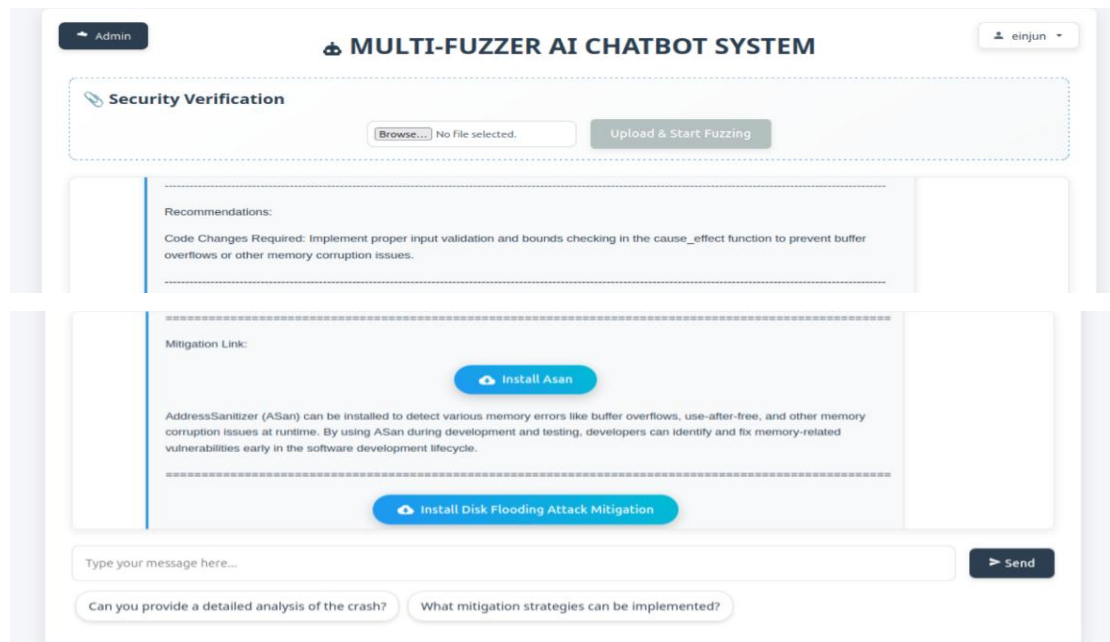 Admin
MULTI-FUZZER AI CHATBOT SYSTEM
einjun
Security Verification
Browse... No file selected.
Upload & Start Fuzzing
Recommendations:
Code Changes Required: Implement proper input validation and bounds checking in the cause_effect function to prevent buffer
overflows or other memory corruption issues.
Mitigation Link:
Install Asan
AddressSanitizer (ASan) can be installed to detect various memory errors like buffer overflows, use-after-free, and other memory
corruption issues at runtime. By using ASan during development and testing, developers can identify and fix memory-related
vulnerabilities early in the software development lifecycle.
Install Disk Flooding Attack Mitigation
Type your message here...
Send
Can you provide a detailed analysis of the crash?
What mitigation strategies can be implemented?